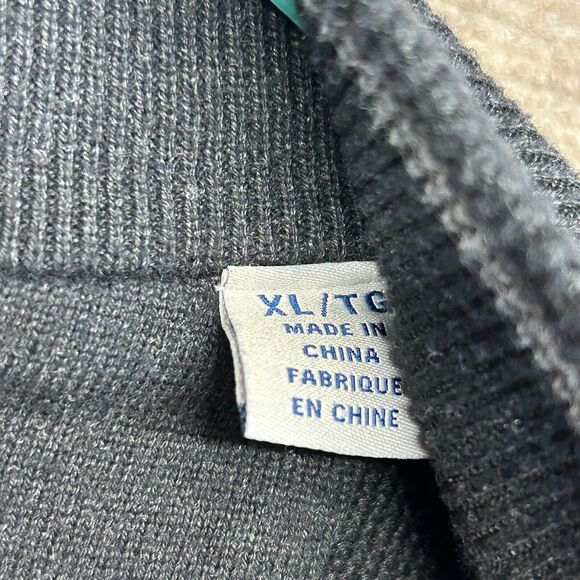 XL/TG
MADE IN
CHINA
FABRIQUE
EN CHINE